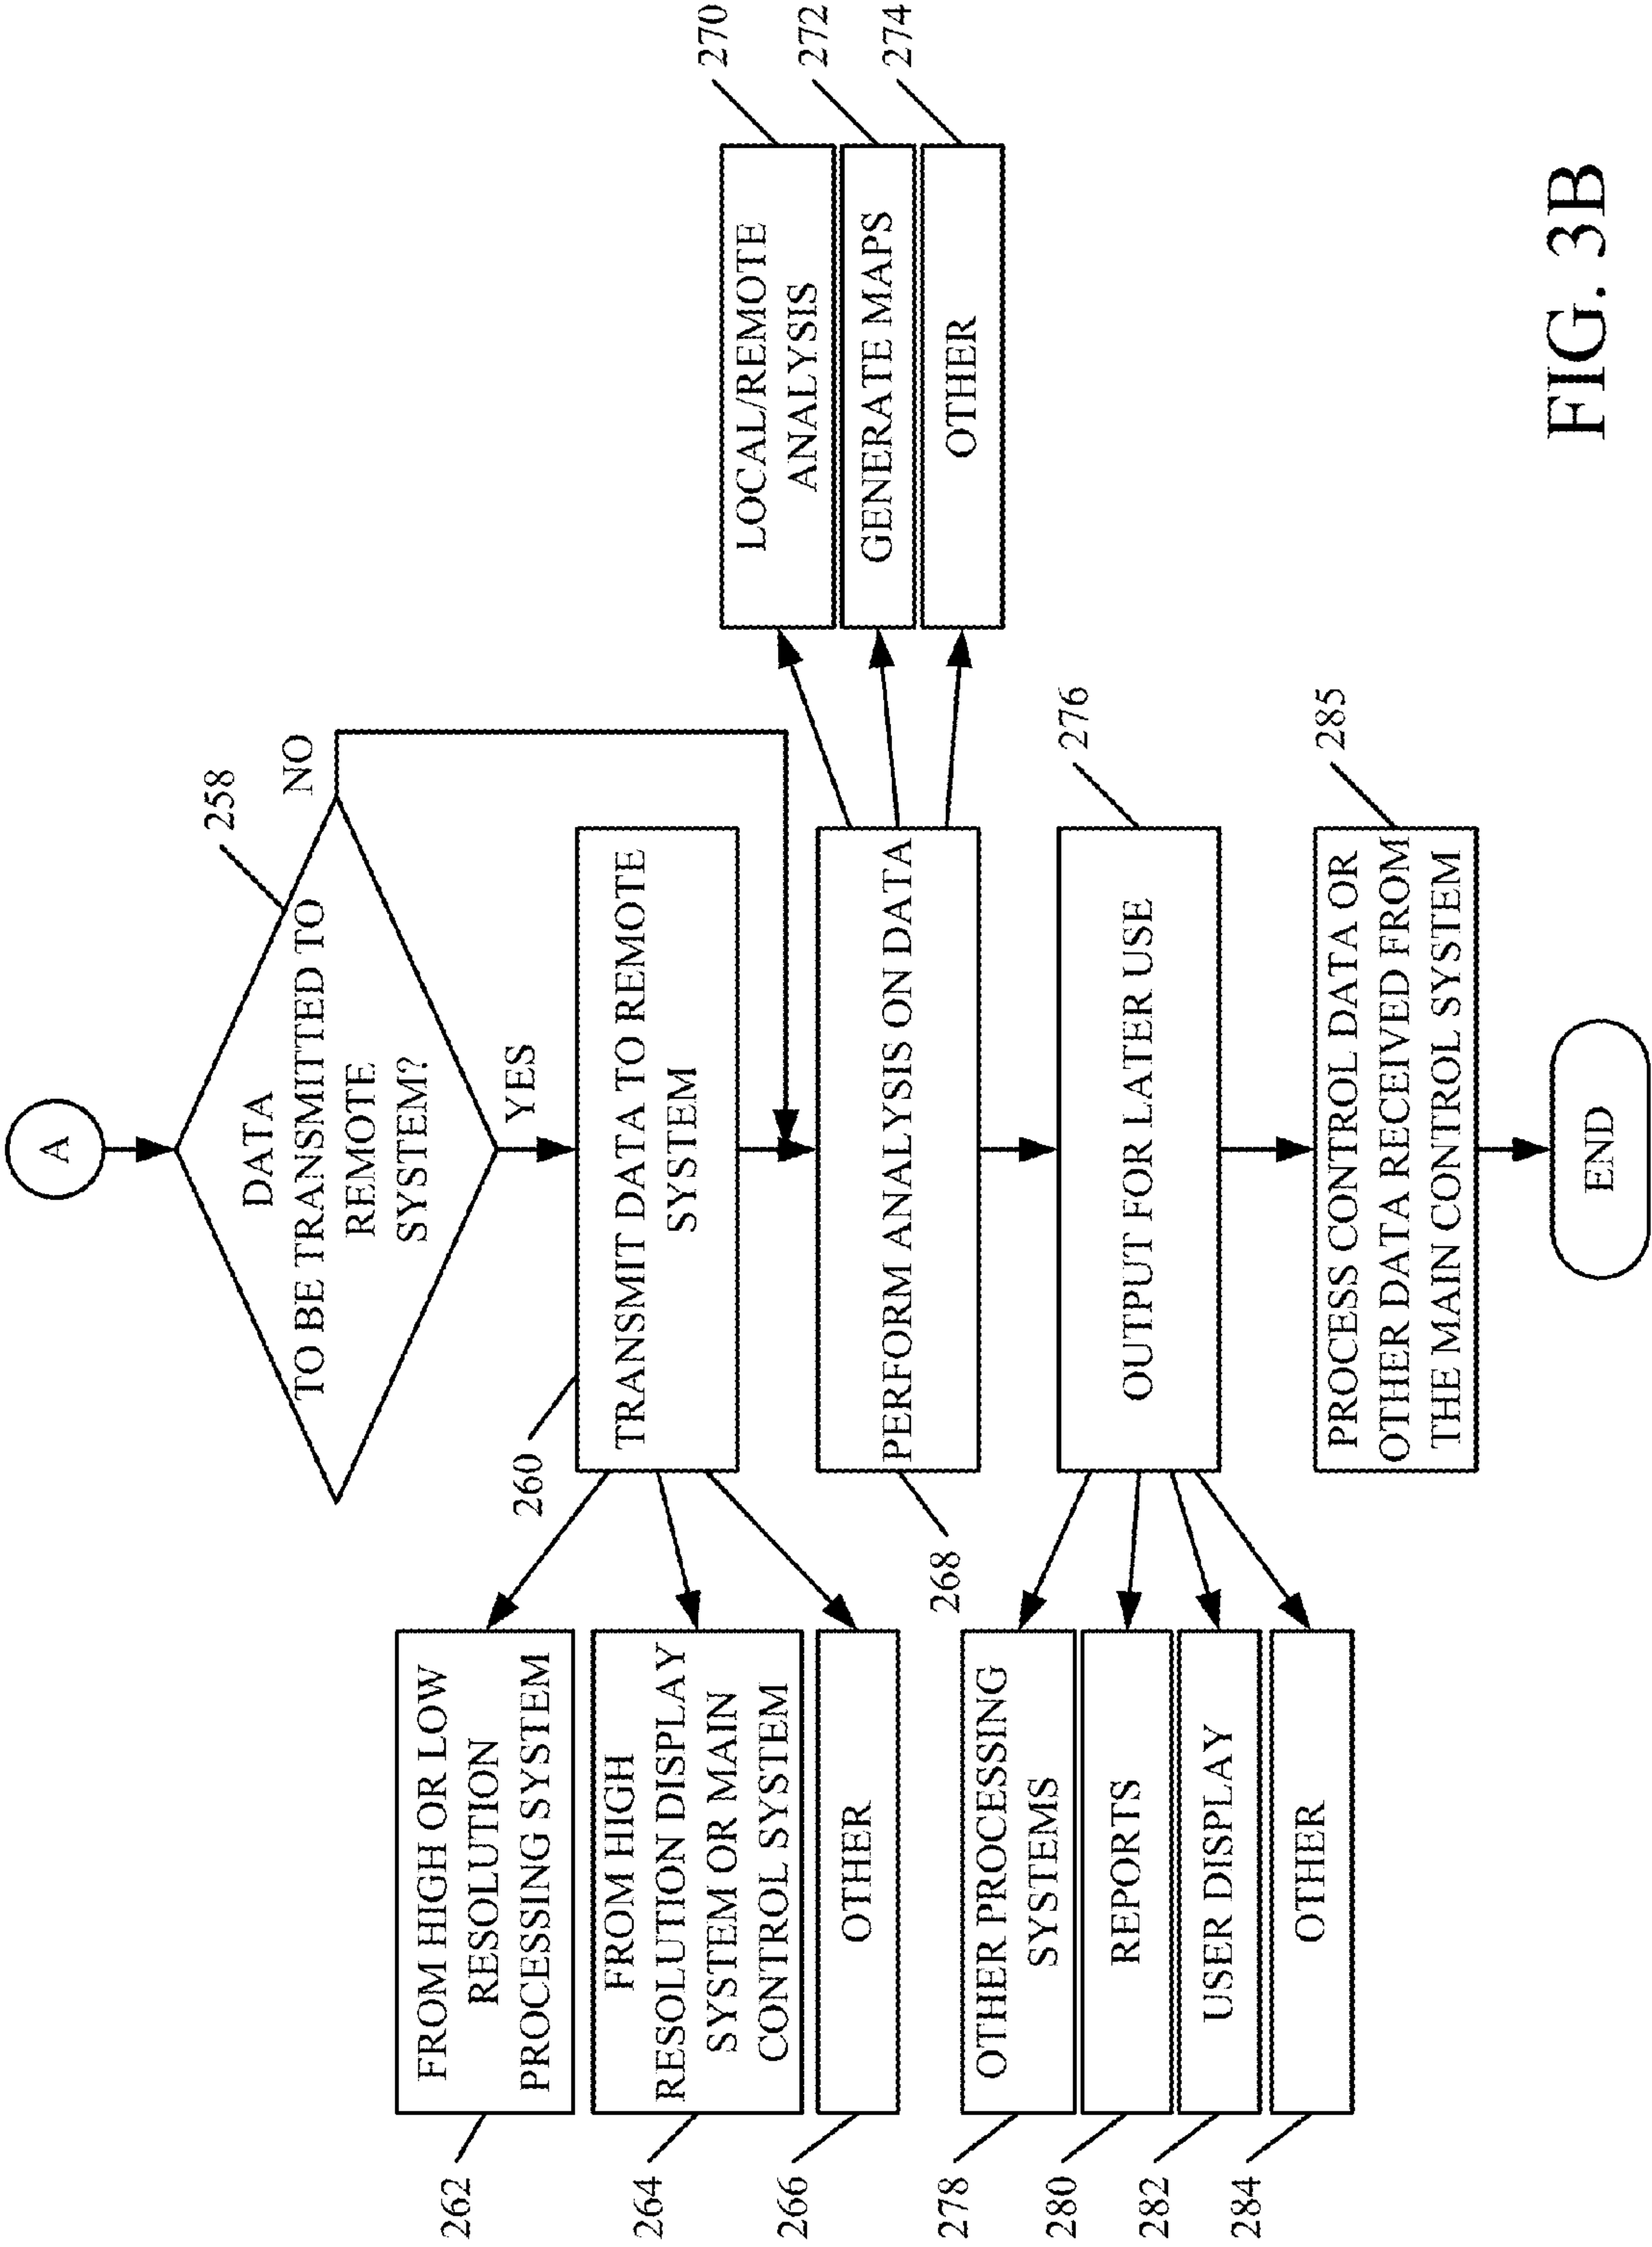 A
258
DATA
TO BE TRANSMITTED TO
REMOTE
SYSTEM?
NO
YES
260
TRANSMIT DATA TO REMOTE
SYSTEM
262
FROM HIGH OR LOW
RESOLUTION
PROCESSING SYSTEM
264
FROM HIGH
RESOLUTION DISPLAY
SYSTEM OR MAIN
CONTROL SYSTEM
266
OTHER
268
PERFORM ANALYSIS ON DATA
270
LOCAL/REMOTE
ANALYSIS
272
GENERATE MAPS
274
OTHER
276
OUTPUT FOR LATER USE
278
OTHER PROCESSING
SYSTEMS
280
REPORTS
282
USER DISPLAY
284
OTHER
285
PROCESS CONTROL DATA OR
OTHER DATA RECEIVED FROM
THE MAIN CONTROL SYSTEM
END
FIG. 3B